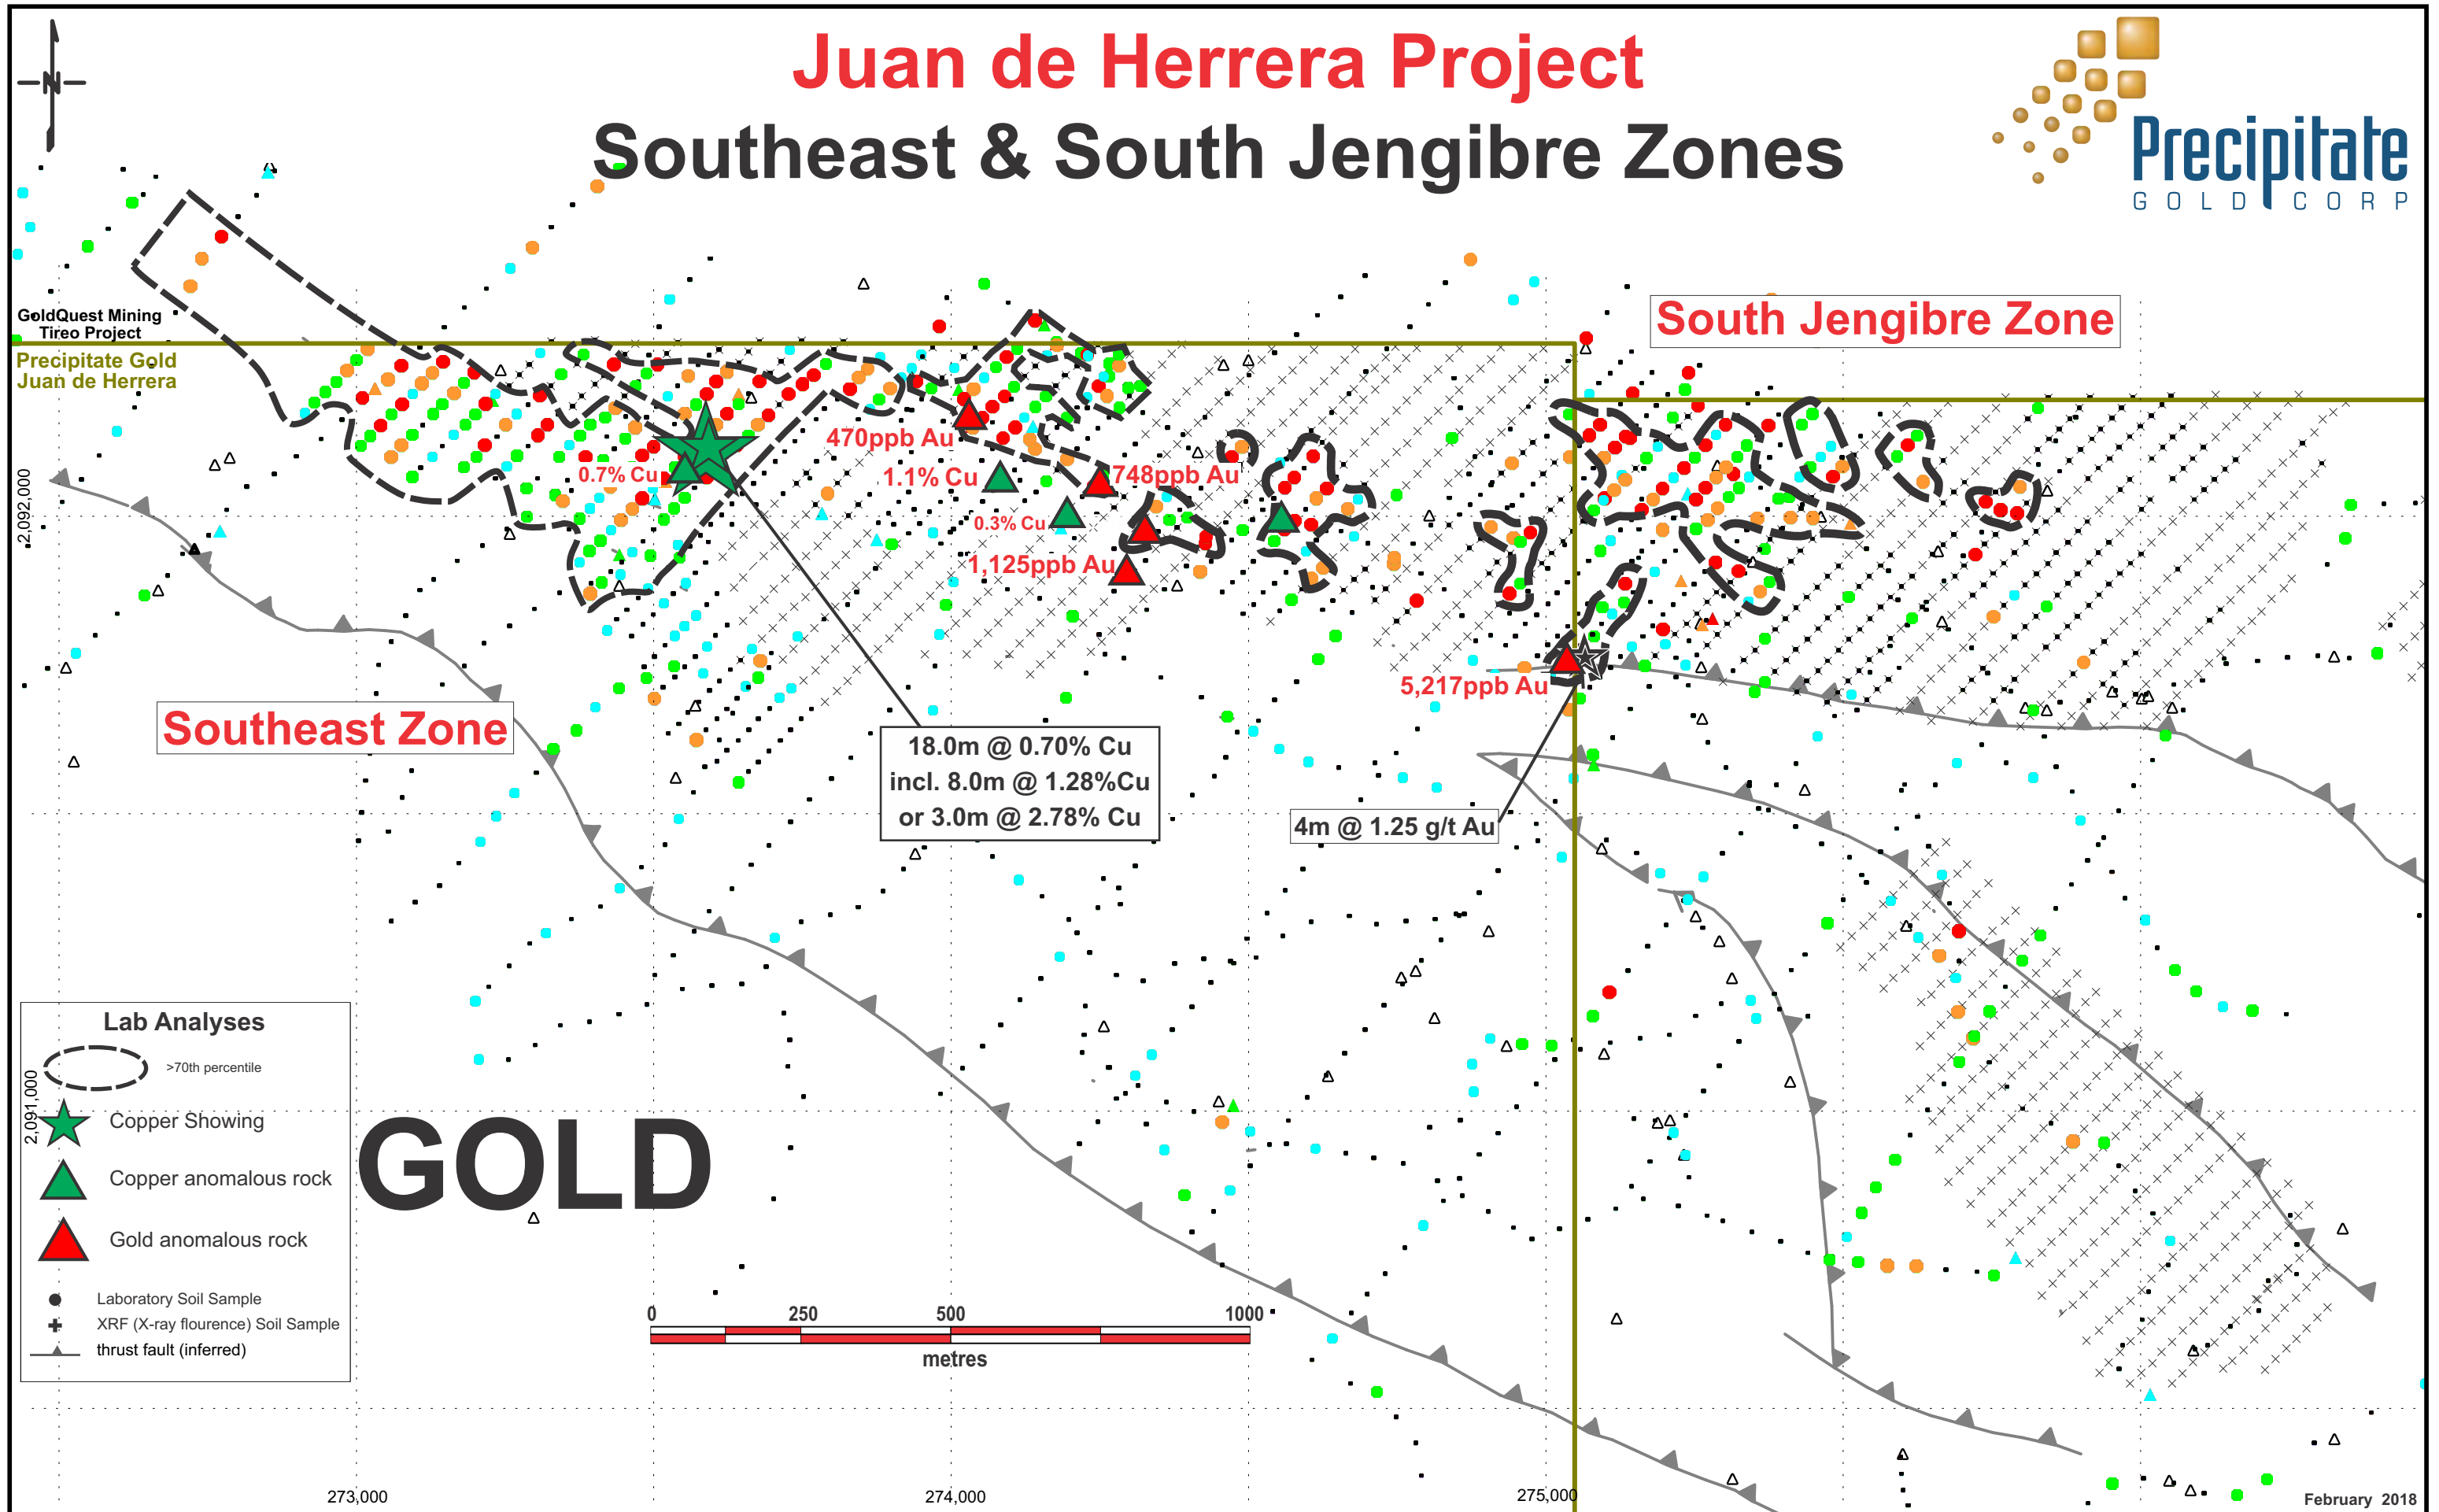 Juan de Herrera Project
Southeast & South Jengibre Zones
N
Precipitate
GOLD CORP
GoldQuest Mining
Tireo Project
Precipitate Gold
Juan de Herrera
South Jengibre Zone
470ppb Au
0.7% Cu
1.1% Cu
748ppb Au
0.3% Cu
1,125ppb Au
2,092,000
5,217ppb Au
Southeast Zone
18.0m @ 0.70% Cu
incl. 8.0m @ 1.28%Cu
or 3.0m @ 2.78% Cu
4m @ 1.25 g/t Au
Lab Analyses
>70th percentile
Copper Showing
Copper anomalous rock
Gold anomalous rock
Laboratory Soil Sample
XRF (X-ray flourence) Soil Sample
thrust fault (inferred)
2,091,000
GOLD
0 250 500 1000
metres
273,000 274,000 275,000
February 2018